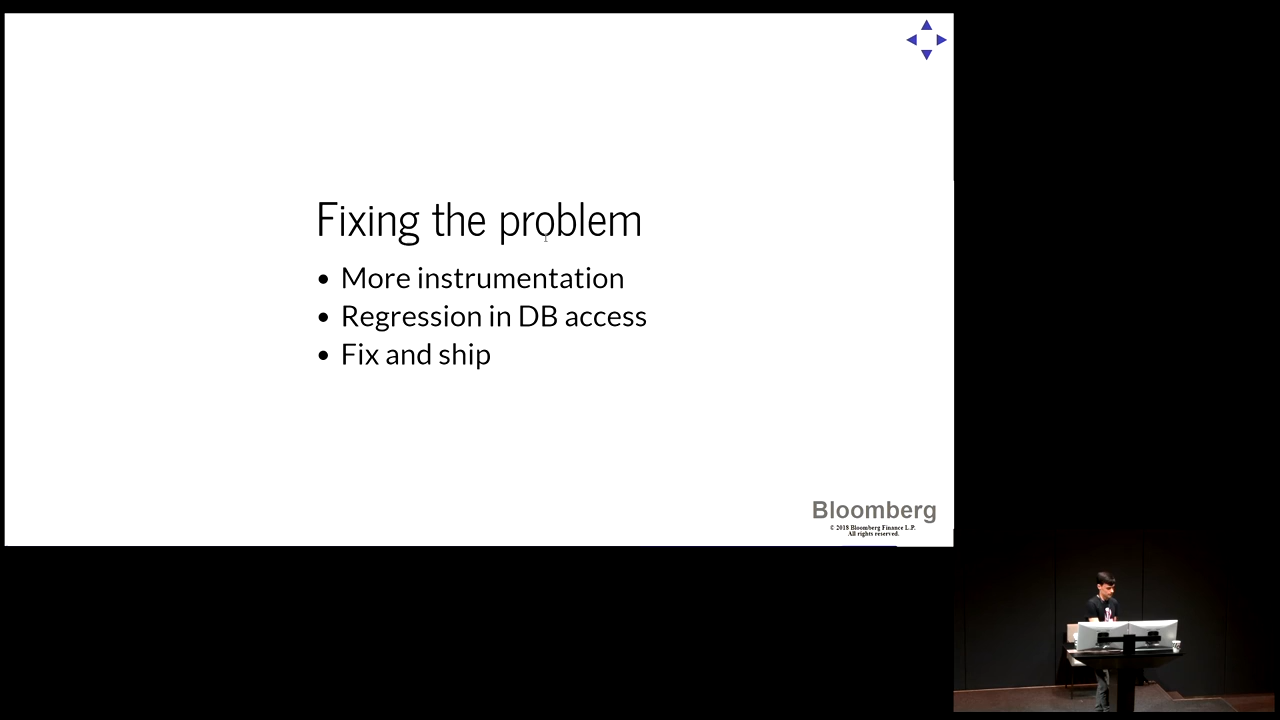 Fixing the problem
More instrumentation
Regression in DB access
Fix and ship
Bloomberg
© 2018 Bloomberg Finance L.P.
All rights reserved.